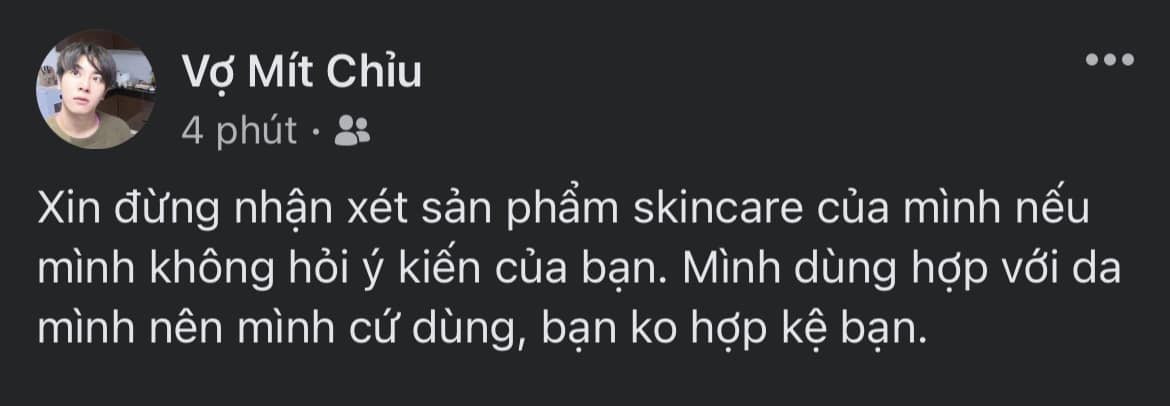 Vợ Mít Chỉu
4 phút ·
Xin đừng nhận xét sản phẩm skincare của mình nếu
mình không hỏi ý kiến của bạn. Mình dùng hợp với da
mình nên mình cứ dùng, bạn ko hợp kệ bạn.